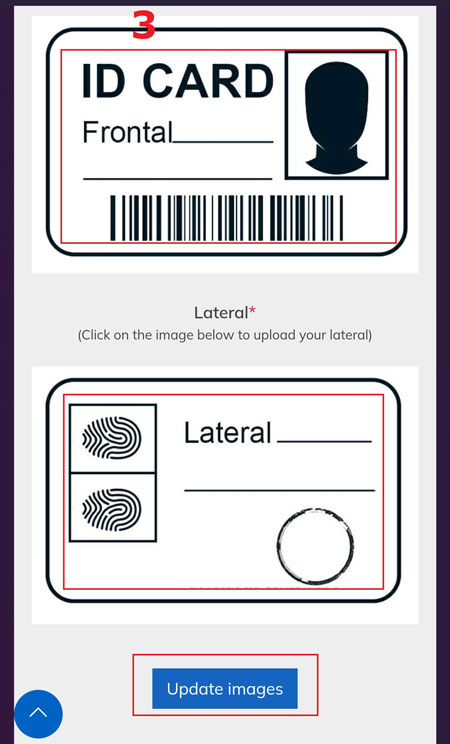 3
ID CARD
Frontal
Lateral*
(Click on the image below to upload your lateral)
Lateral
Update images